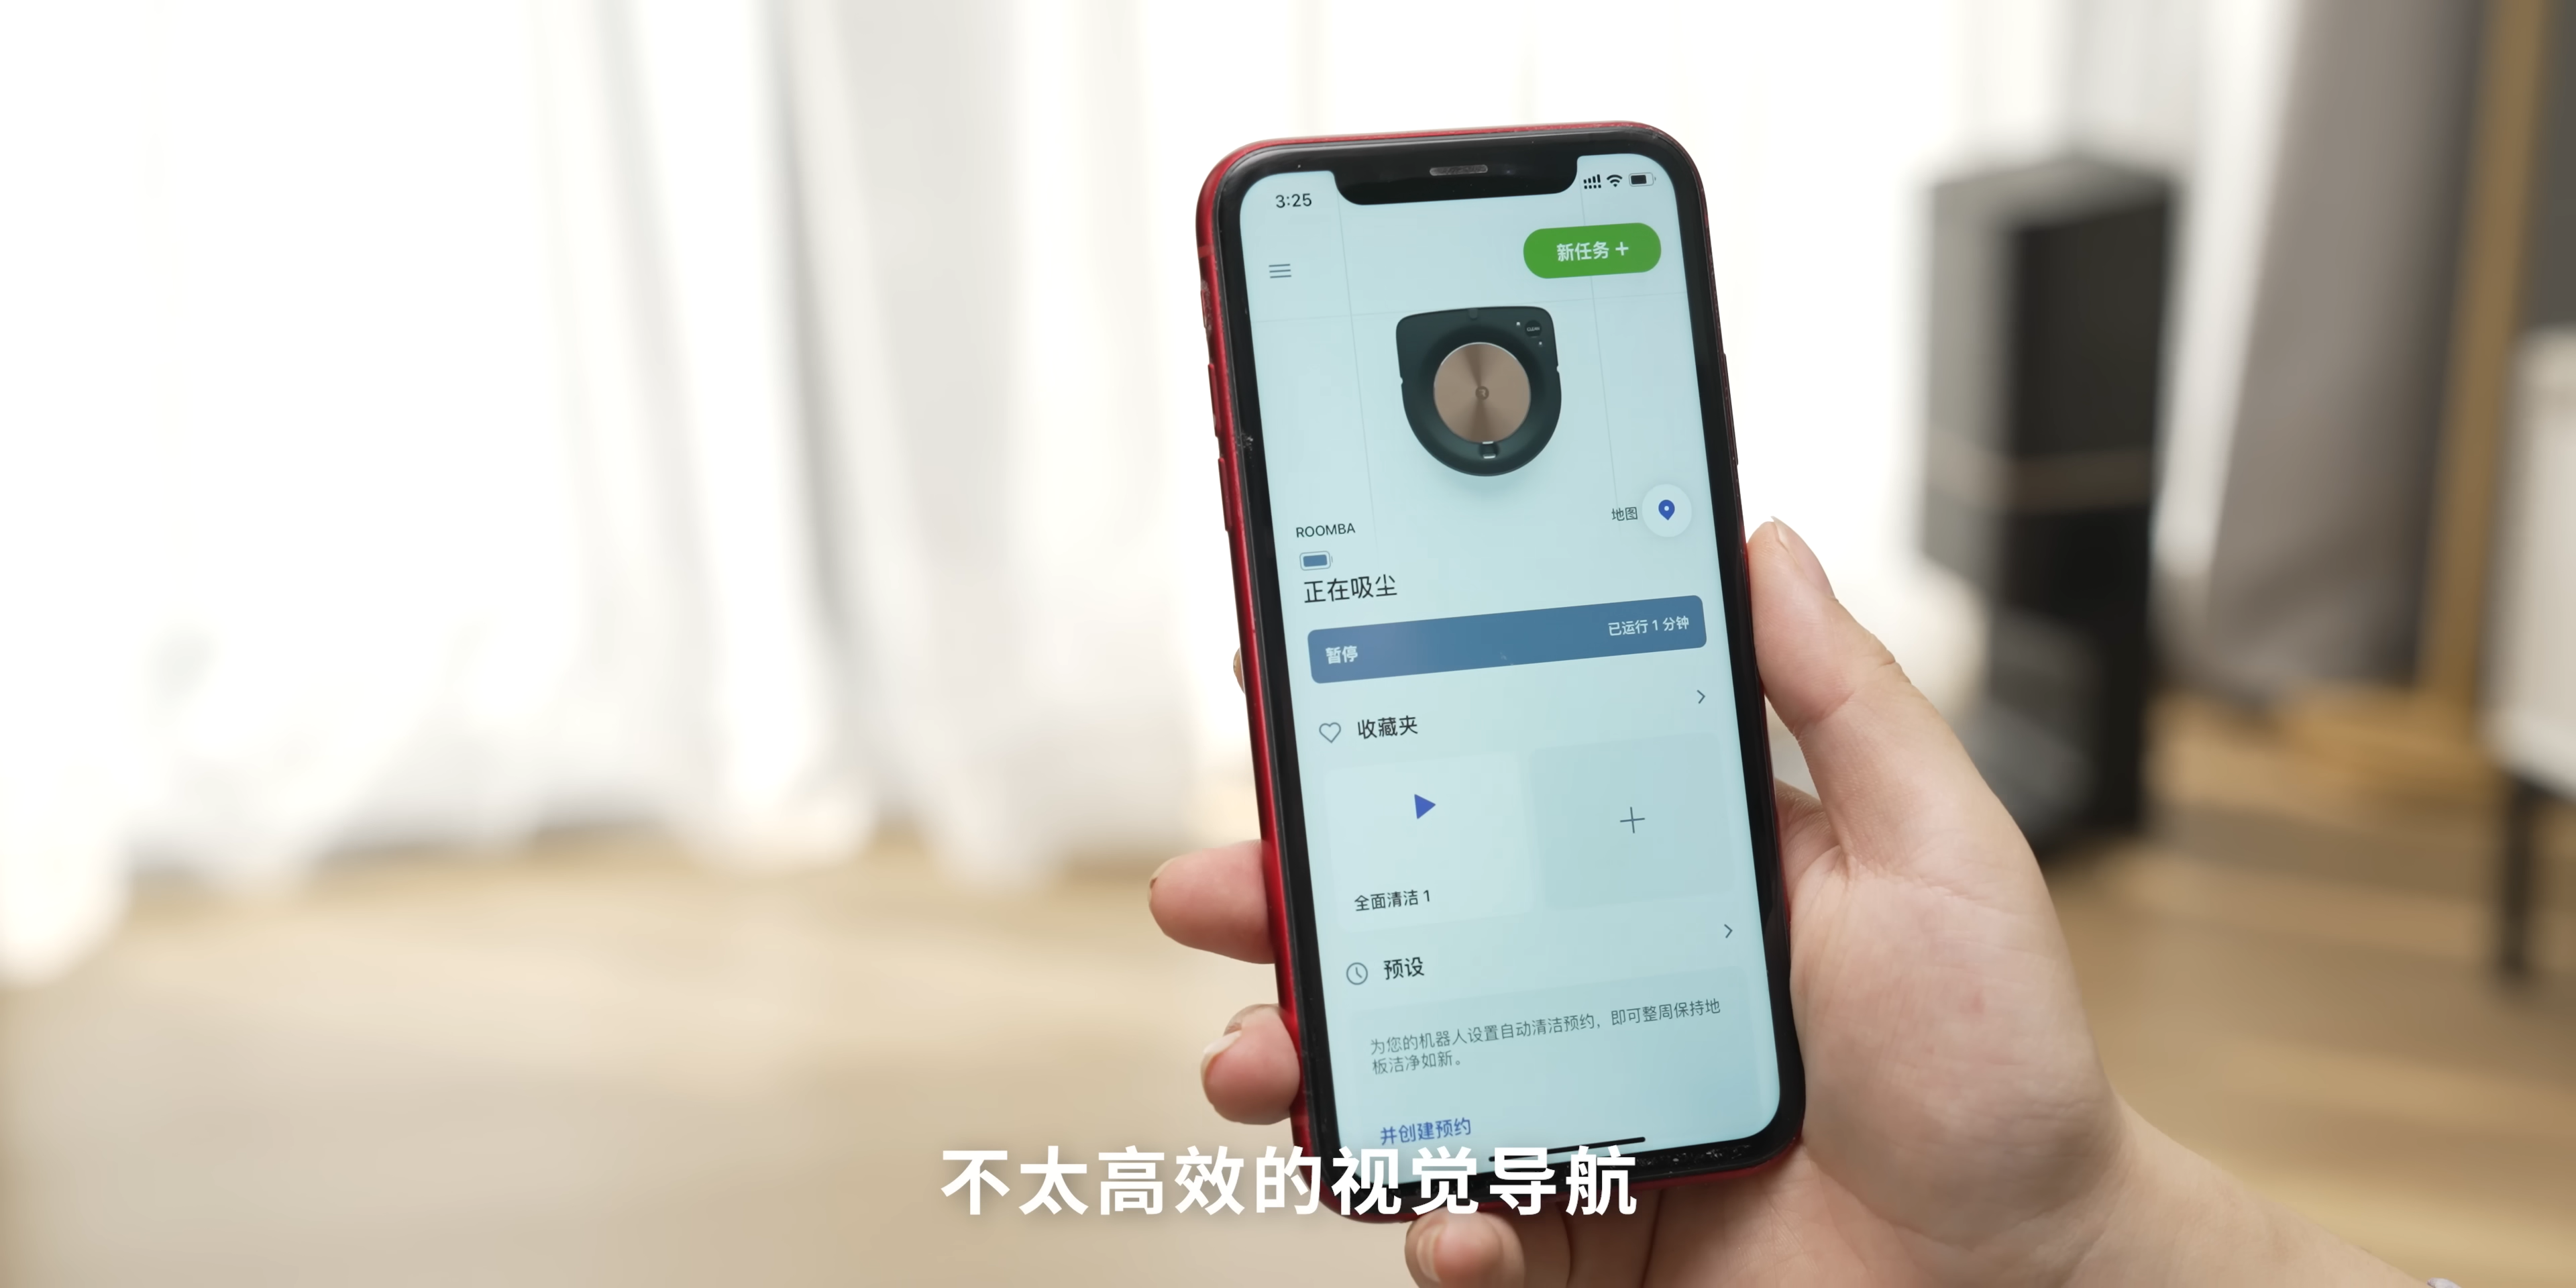 3:25
新任务 +
ROOMBA
地图
正在吸尘
暂停
已运行 1 分钟
收藏夹
全面清洁 1
预设
为您的机器人设置自动清洁预约，即可整周保持地
板洁净如新。
并创建预约
不太高效的视觉导航